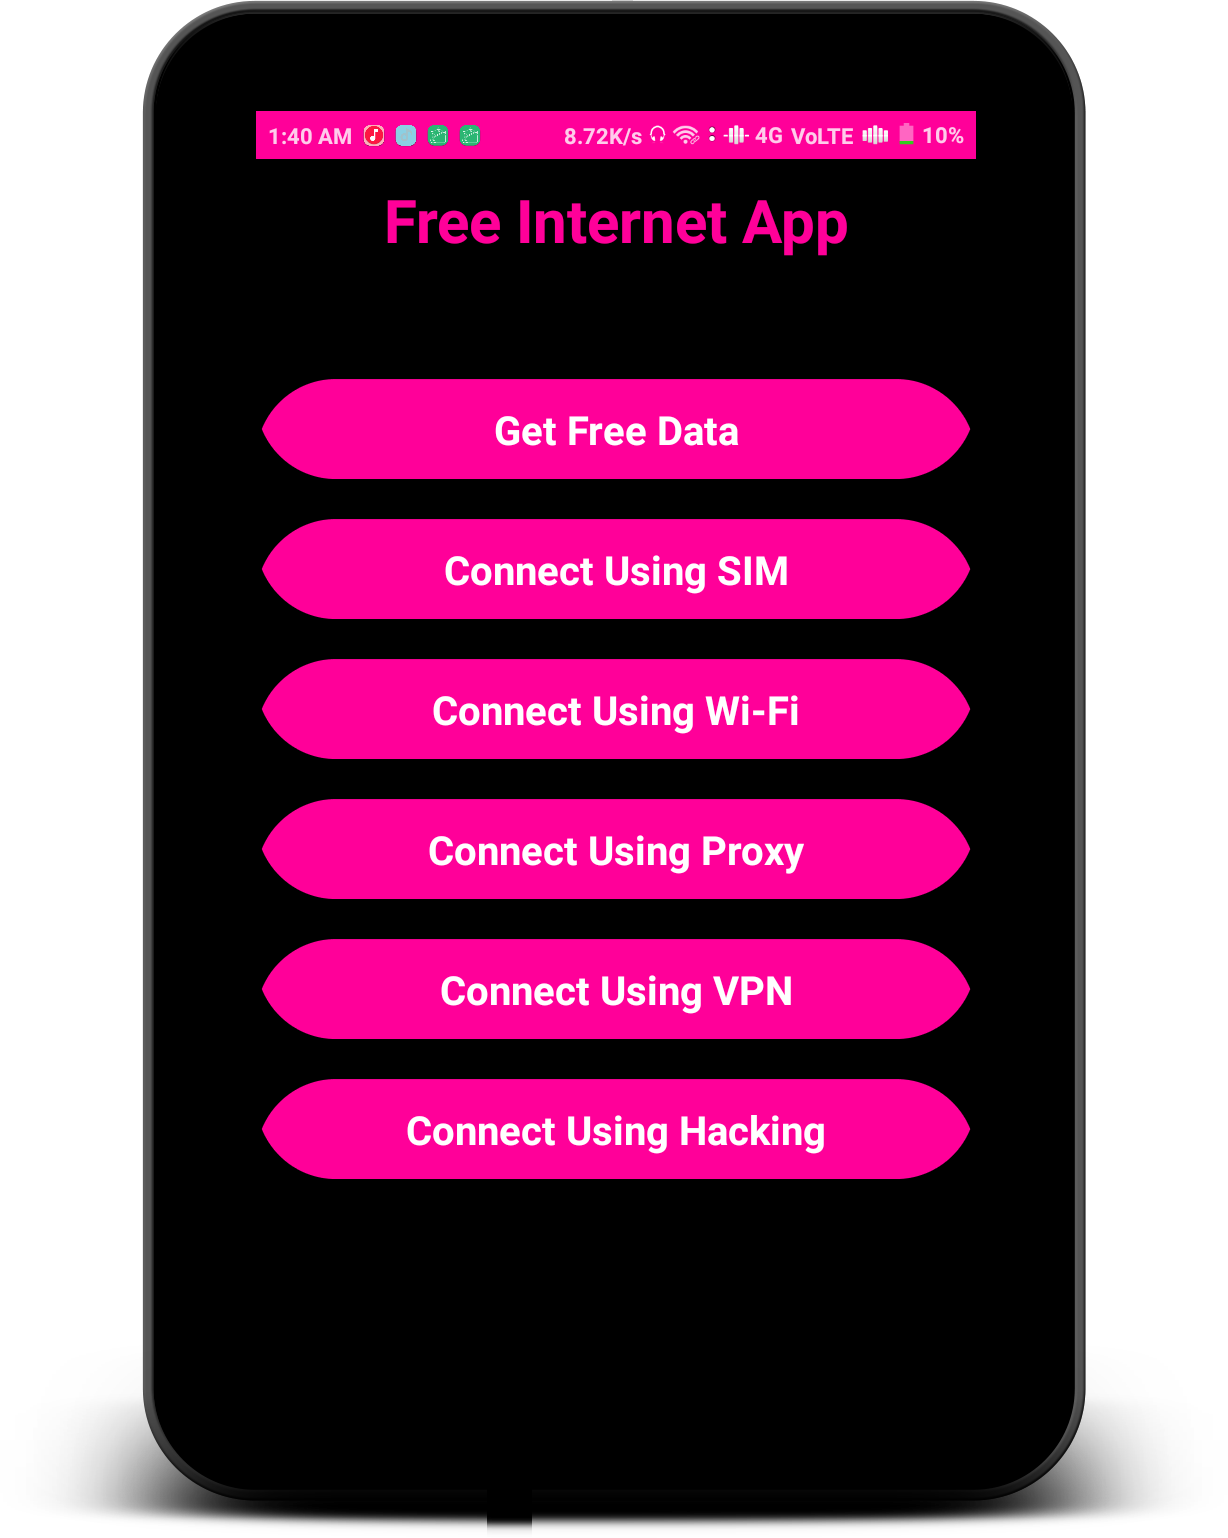 1:40 AM 8.72K/s 4G VoLTE 10%
Free Internet App
Get Free Data
Connect Using SIM
Connect Using Wi-Fi
Connect Using Proxy
Connect Using VPN
Connect Using Hacking